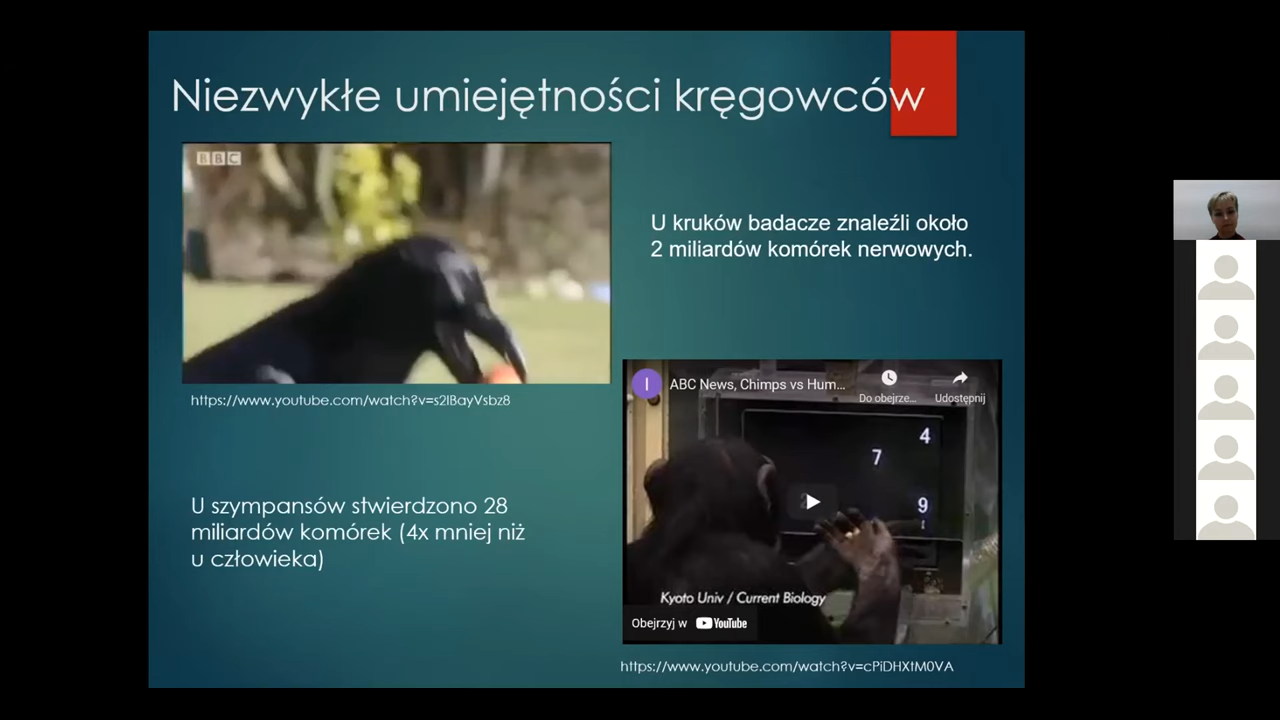 Niezwykłe umiejętności kręgowców
BBC
U kruków badacze znaleźli około
2 miliardów komórek nerwowych.
https://www.youtube.com/watch?v=s2IBayVsbz8
I ABC News, Chimps vs Hum...
Do obejrze...
Udostępnij
4
7
9
U szympansów stwierdzono 28
miliardów komórek (4x mniej niż
u człowieka)
Kyoto Univ / Current Biology
Obejrzyj w YouTube
https://www.youtube.com/watch?v=cPiDHXtM0VA